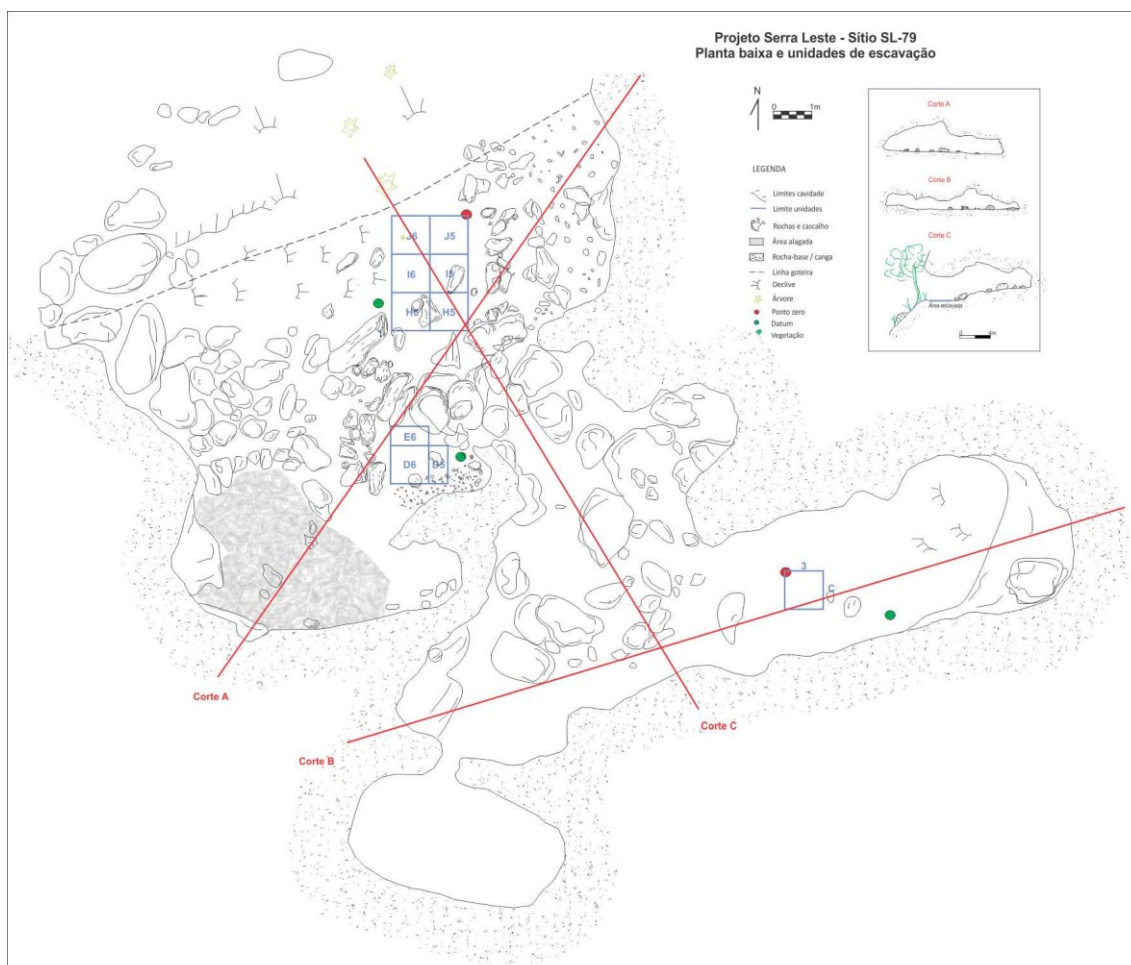 Projeto Serra Leste - Sítio SL-79
Planta baixa e unidades de escavação
N
0 1m
LEGENDA
Limites cavidade
Limite unidades
Rochas e cascalho
Área alagada
Rocha-base / canga
Linha goteira
Declive
Árvore
Ponto zero
Datum
Vegetação
Corte A
Corte B
Corte C
Área escavada
0 4m
J6 J5
I6 I5
H6 H5
E6
D6 D5
3
C
Corte A
Corte B
Corte C